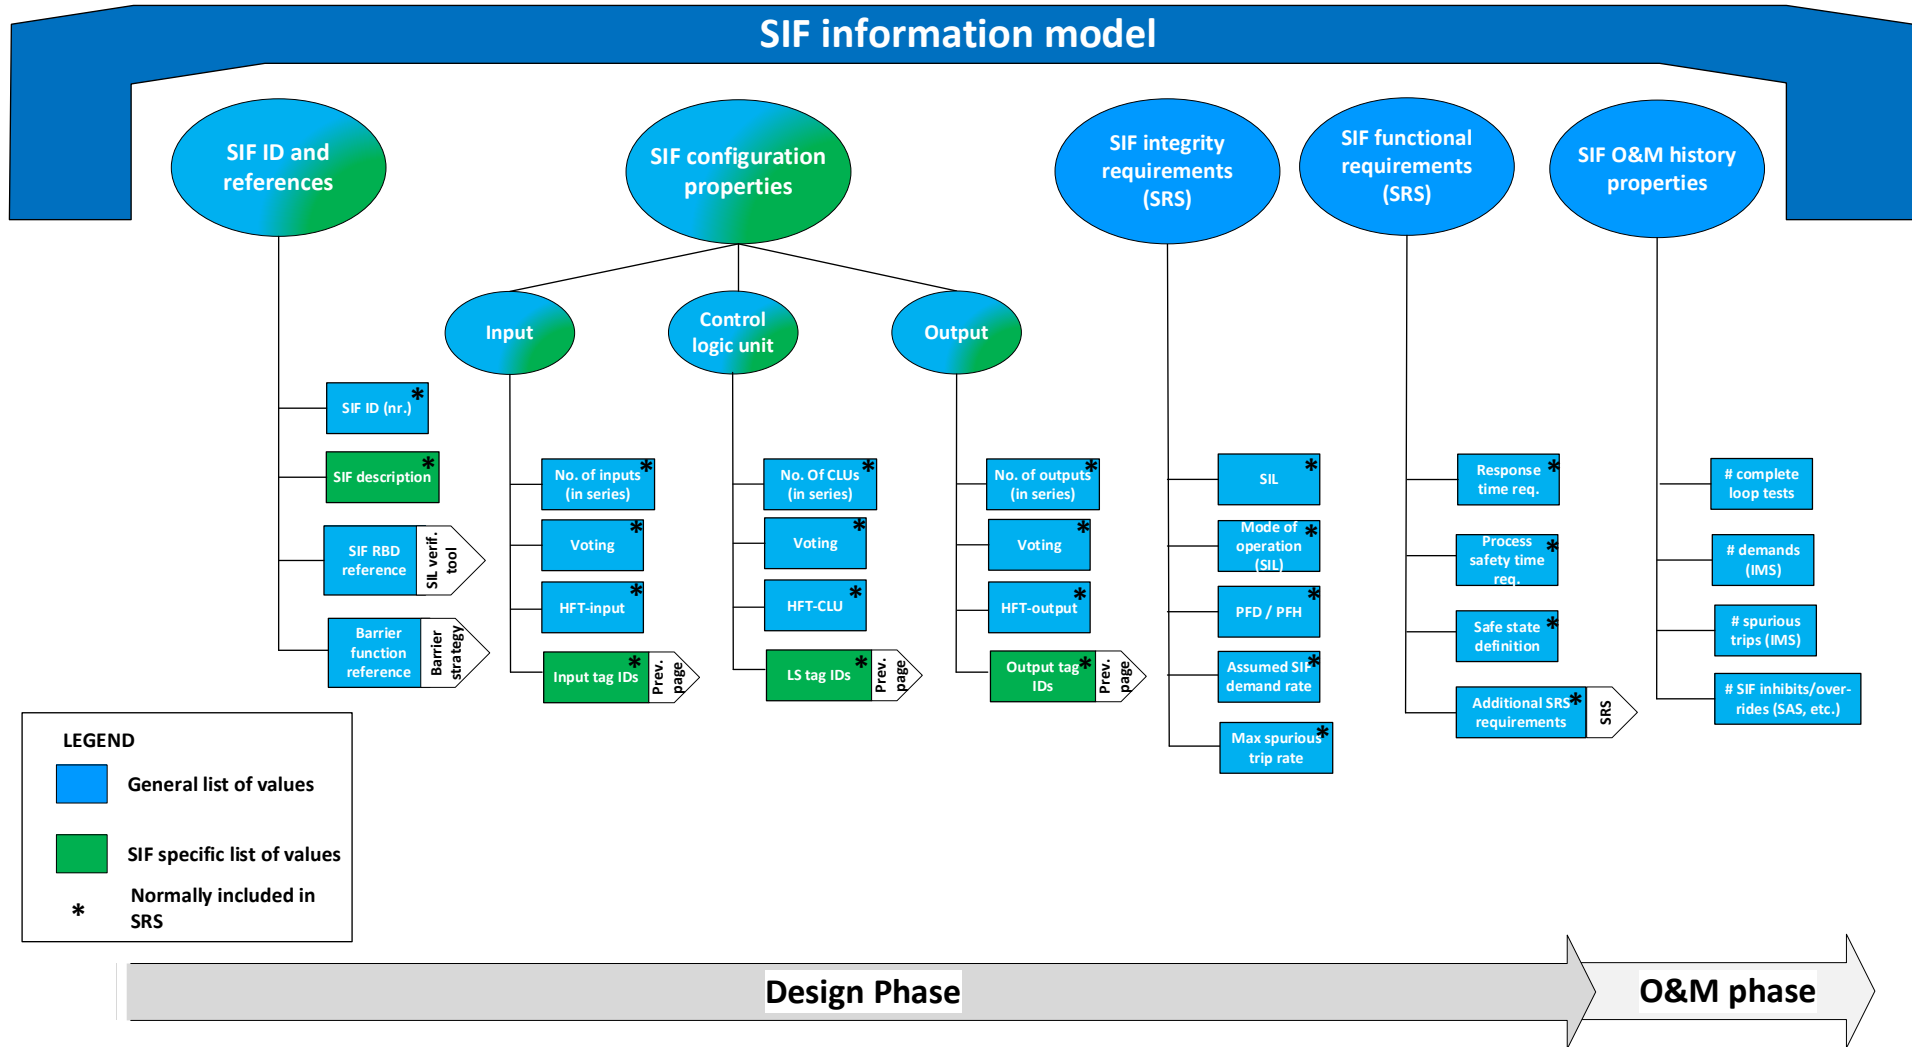 SIF information model
SIF ID and
references
SIF configuration
properties
SIF integrity
requirements
(SRS)
SIF functional
requirements
(SRS)
SIF O&M history
properties
Input
Control
logic unit
Output
SIF ID (nr.)
*
SIF description
*
SIF RBD
reference
SIL verif.
tool
Barrier
function
reference
Barrier
strategy
No. of inputs
(in series)
*
Voting
*
HFT-input
*
Input tag IDs
*
Prev.
page
No. Of CLUs
(in series)
*
Voting
*
HFT-CLU
*
LS tag IDs
*
Prev.
page
No. of outputs
(in series)
*
Voting
*
HFT-output
*
Output tag
IDs
*
Prev.
page
SIL
*
Mode of
operation
(SIL)
*
PFD / PFH
*
Assumed SIF
demand rate
*
Max spurious
trip rate
*
Response
time req.
*
Process
safety time
req.
*
Safe state
definition
*
Additional SRS
requirements
*
SRS
# complete
loop tests
# demands
(IMS)
# spurious
trips (IMS)
# SIF inhibits/over-
rides (SAS, etc.)
LEGEND
General list of values
SIF specific list of values
* Normally included in
SRS
Design Phase
O&M phase